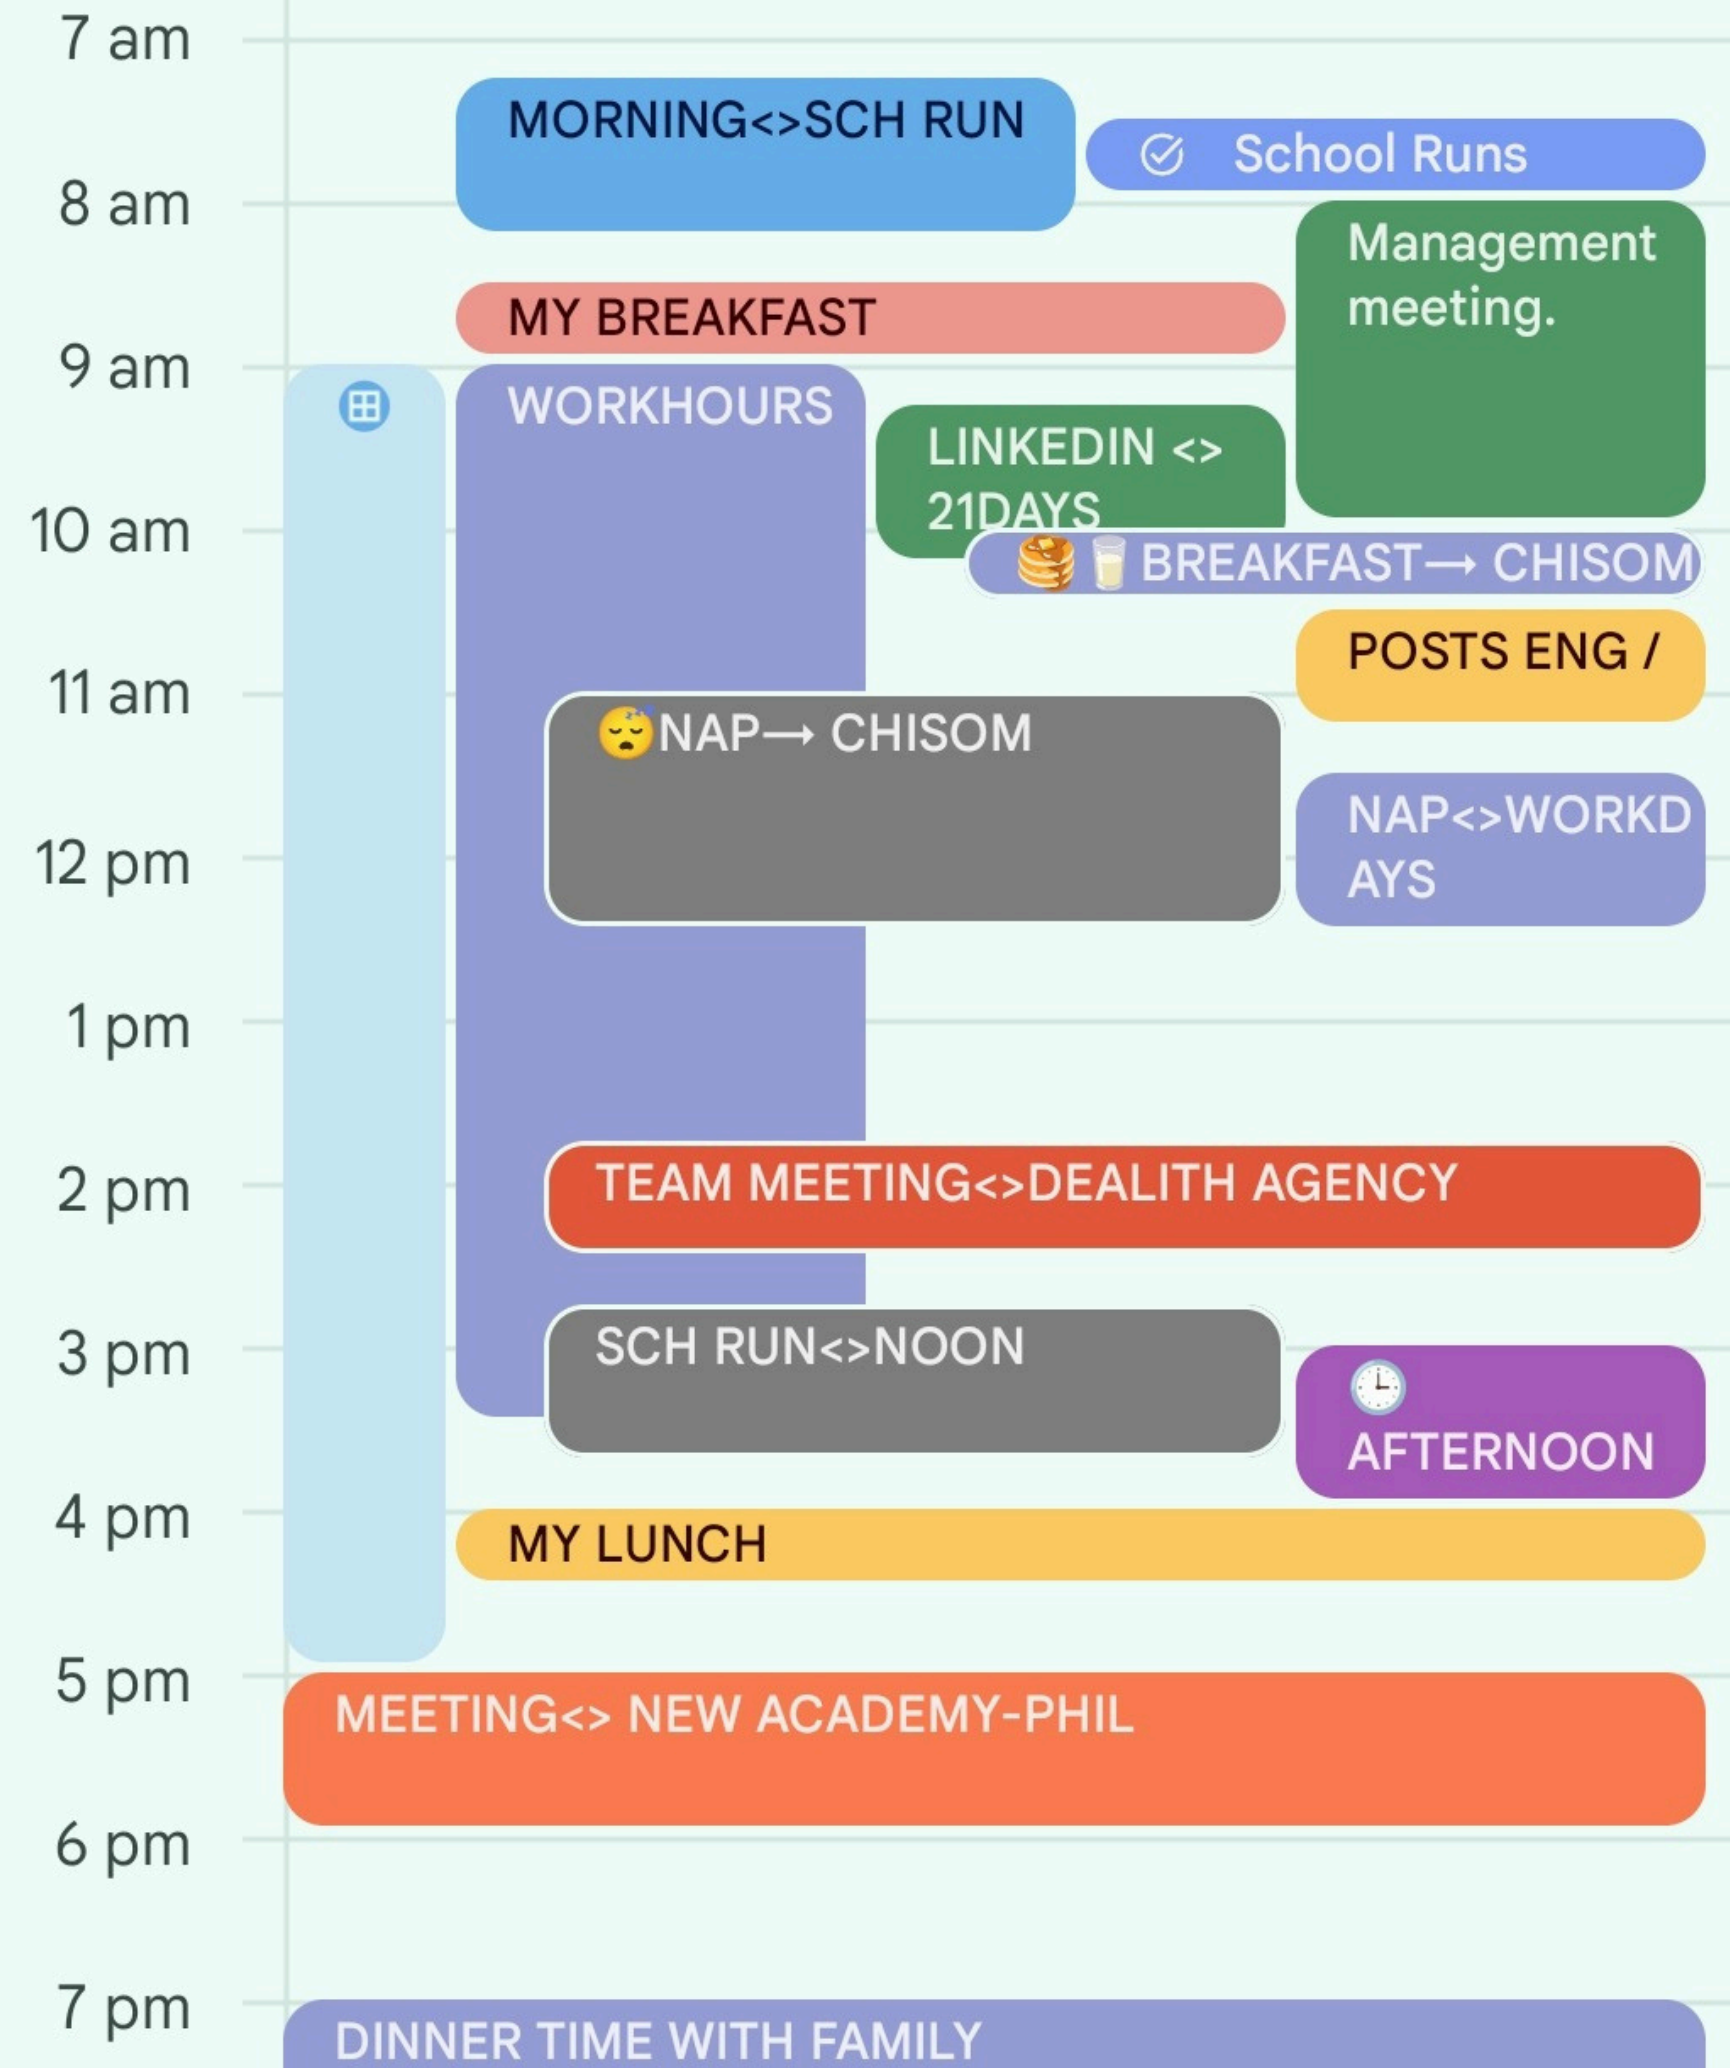 7 am
MORNING<>SCH RUN
School Runs
8 am
Management
meeting.
MY BREAKFAST
9 am
WORKHOURS
LINKEDIN <>
21DAYS
10 am
🥞🥛BREAKFAST→ CHISOM
POSTS ENG /
11 am
😴NAP→ CHISOM
NAP<>WORKD
AYS
12 pm
1 pm
2 pm
TEAM MEETING<>DEALITH AGENCY
3 pm
SCH RUN<>NOON
🕒
AFTERNOON
4 pm
MY LUNCH
5 pm
MEETING<> NEW ACADEMY-PHIL
6 pm
7 pm
DINNER TIME WITH FAMILY